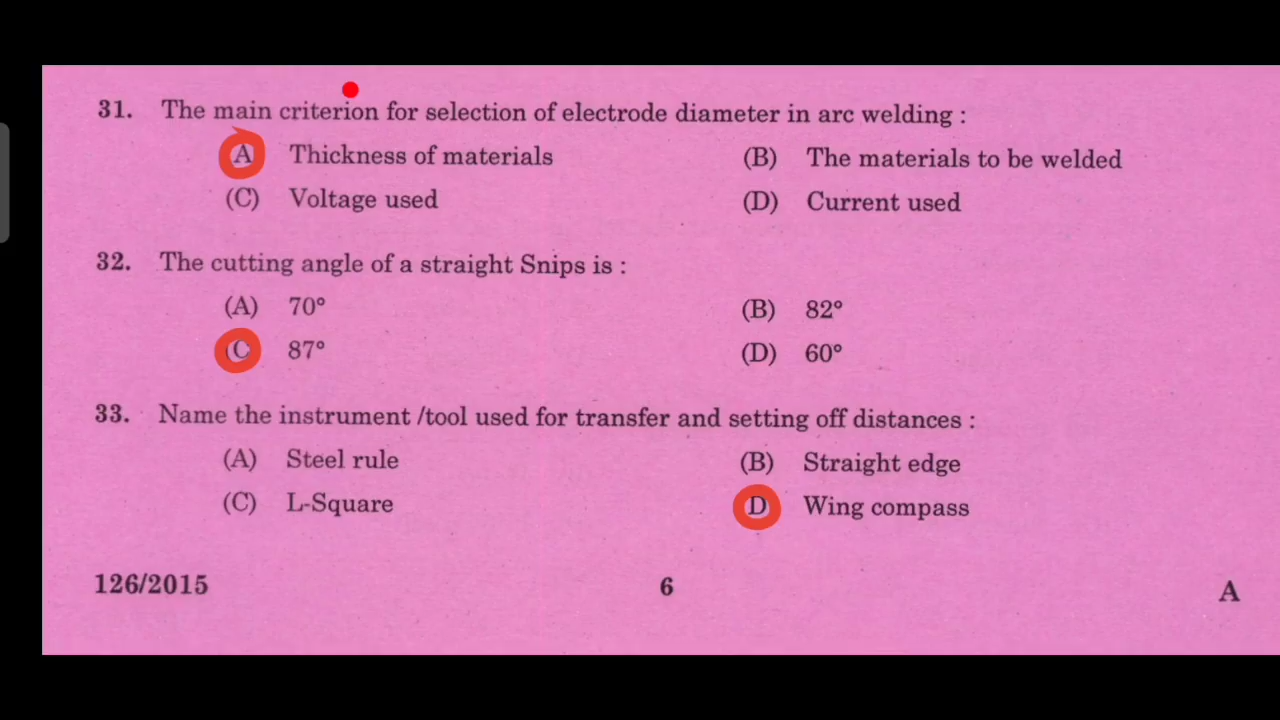 31. The main criterion for selection of electrode diameter in arc welding :
(A) Thickness of materials (B) The materials to be welded
(C) Voltage used (D) Current used
32. The cutting angle of a straight Snips is :
(A) 70° (B) 82°
(C 87° (D) 60°
33. Name the instrument /tool used for transfer and setting off distances :
(A) Steel rule (B) Straight edge
(C) L-Square D Wing compass
126/2015 6 A